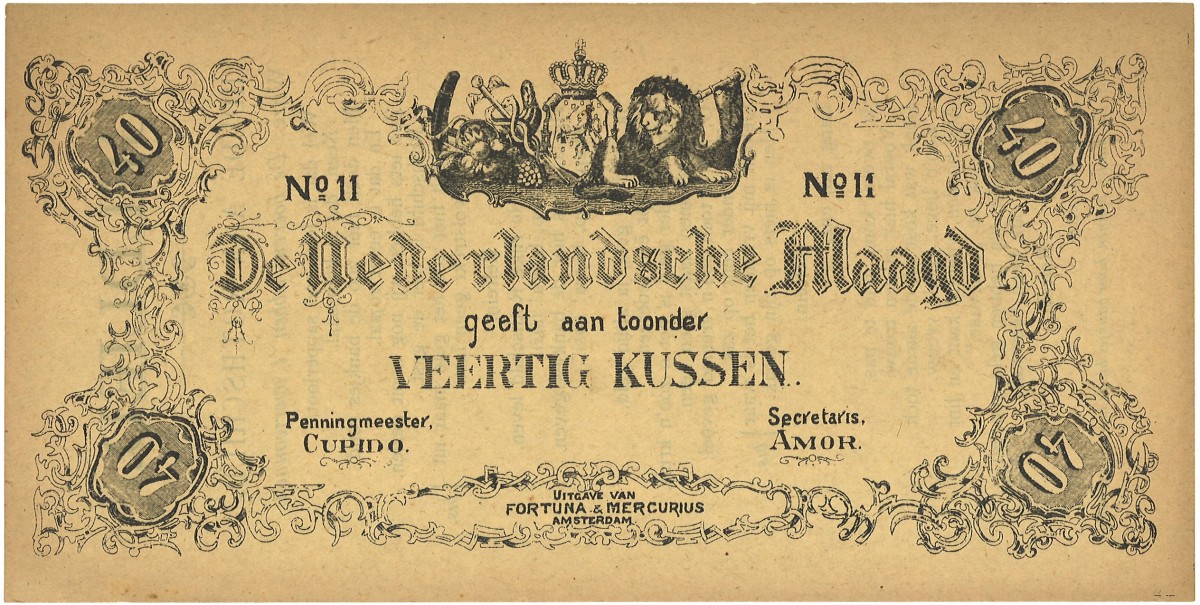 40
40
No 11
No 11
De Nederlandsche Maagd
geeft aan toonder
VEERTIG KUSSEN.
Penningmeester,
CUPIDO.
Secretaris,
AMOR.
40
40
UITGAVE VAN
FORTUNA & MERCURIUS
AMSTERDAM